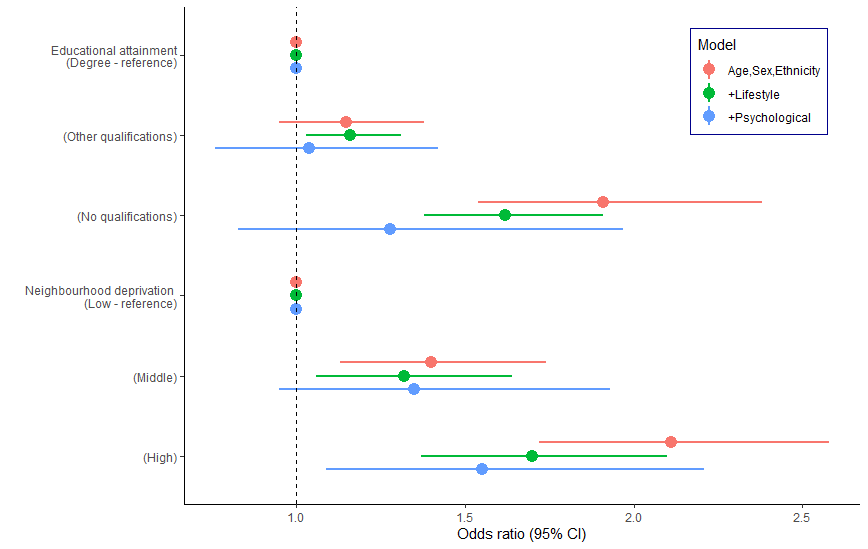 Educational attainment
(Degree - reference)
(Other qualifications)
(No qualifications)
Neighbourhood deprivation
(Low - reference)
(Middle)
(High)
Model
Age,Sex,Ethnicity
+Lifestyle
+Psychological
1.0 1.5 2.0 2.5
Odds ratio (95% CI)